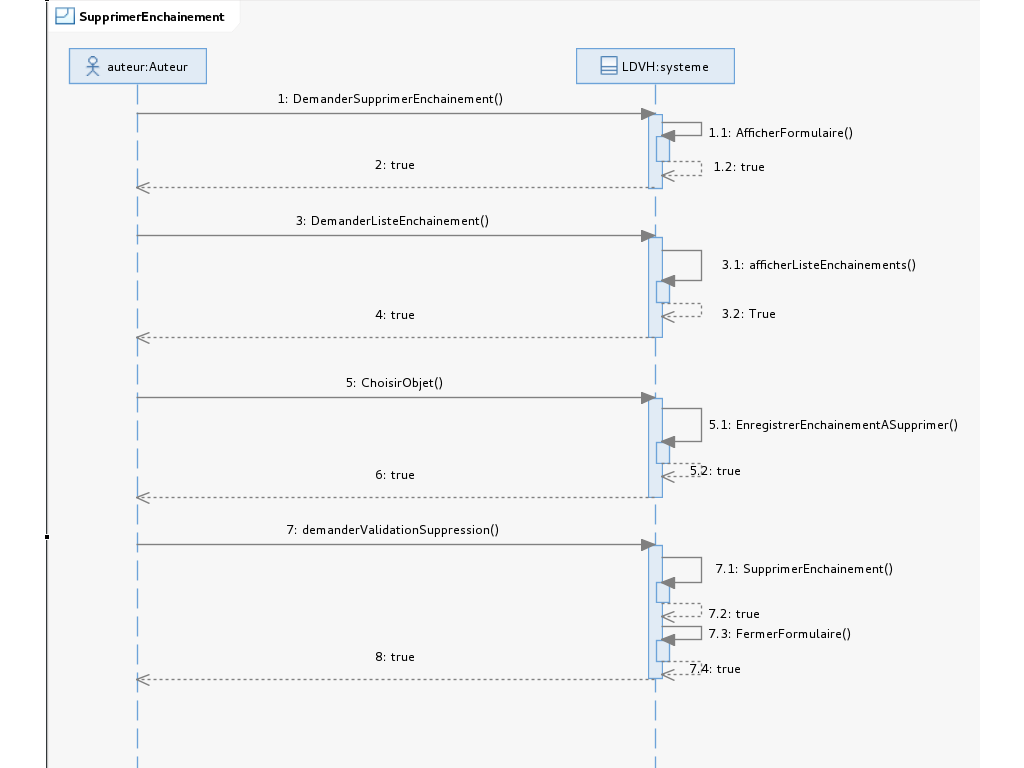 SupprimerEnchainement
auteur:Auteur
LDVH:systeme
1: DemanderSupprimerEnchainement()
1.1: AfficherFormulaire()
1.2: true
2: true
3: DemanderListeEnchainement()
3.1: afficherListeEnchainements()
3.2: True
4: true
5: ChoisirObjet()
5.1: EnregistrerEnchainementASupprimer()
5.2: true
6: true
7: demanderValidationSuppression()
7.1: SupprimerEnchainement()
7.2: true
7.3: FermerFormulaire()
7.4: true
8: true